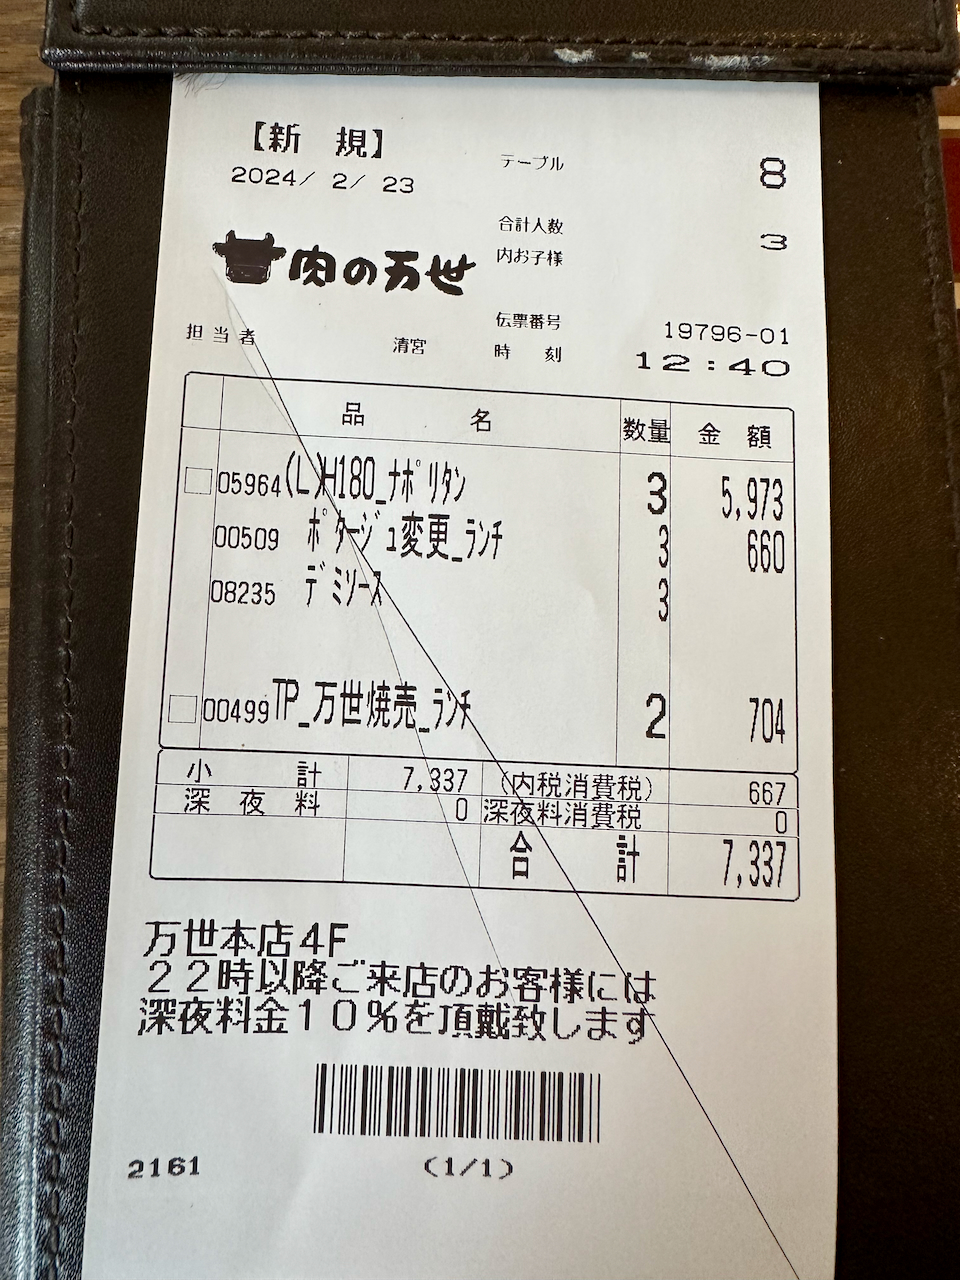 【新 規】
2024/ 2/ 23
テーブル 8
合計人数 3
内お子様
肉の万世
伝票番号 19796-01
担当者 清宮 時 刻 12:40
品 名 数量 金 額
05964(L)H180_ﾅﾎﾟﾘﾀﾝ 3 5,973
00509 ﾎﾟﾀｰｼﾞｭ変更_ﾗﾝﾁ 3 660
08235 ﾃﾞﾐｿｰｽ 3
00499TP_万世焼売_ﾗﾝﾁ 2 704
小 計 7,337 (内税消費税) 667
深 夜 料 0 深夜料消費税 0
合 計 7,337
万世本店4F
22時以降ご来店のお客様には
深夜料金10%を頂戴致します
2161 (1/1)